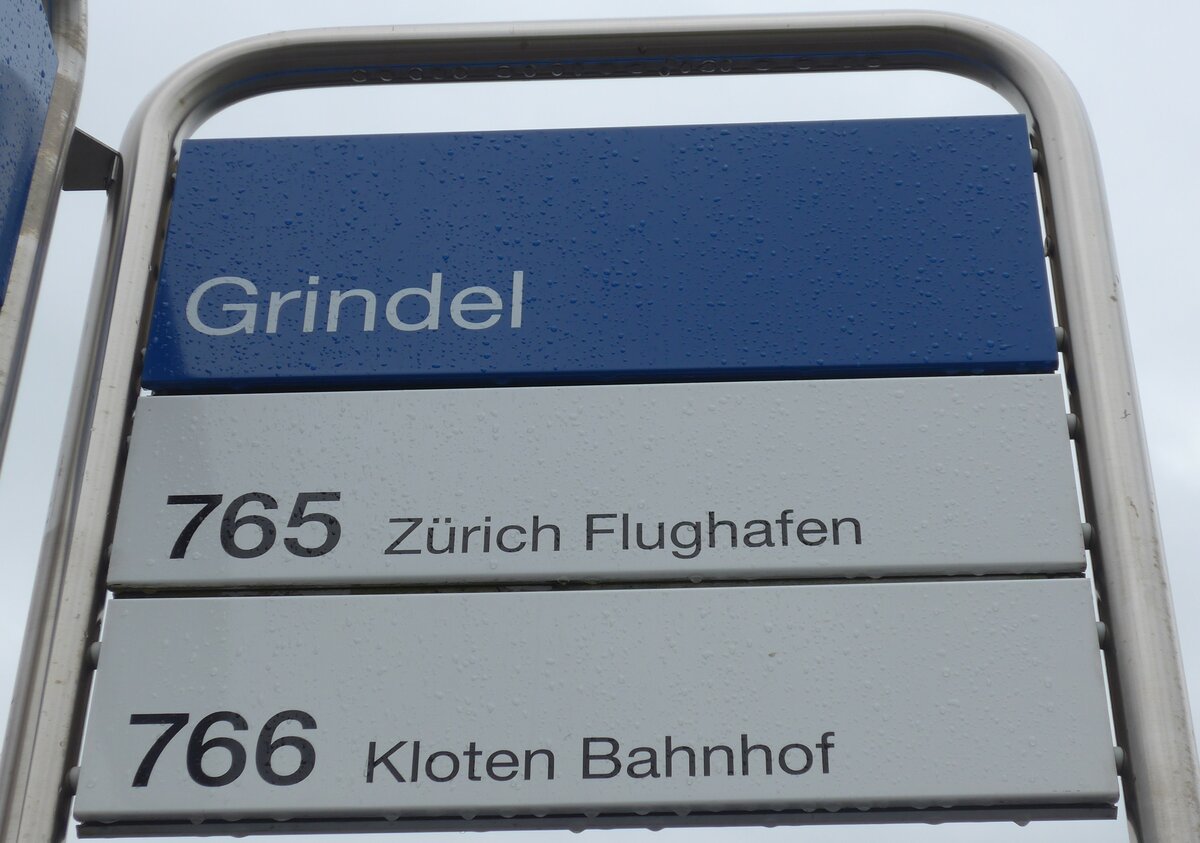 Grindel
765 Zürich Flughafen
766 Kloten Bahnhof